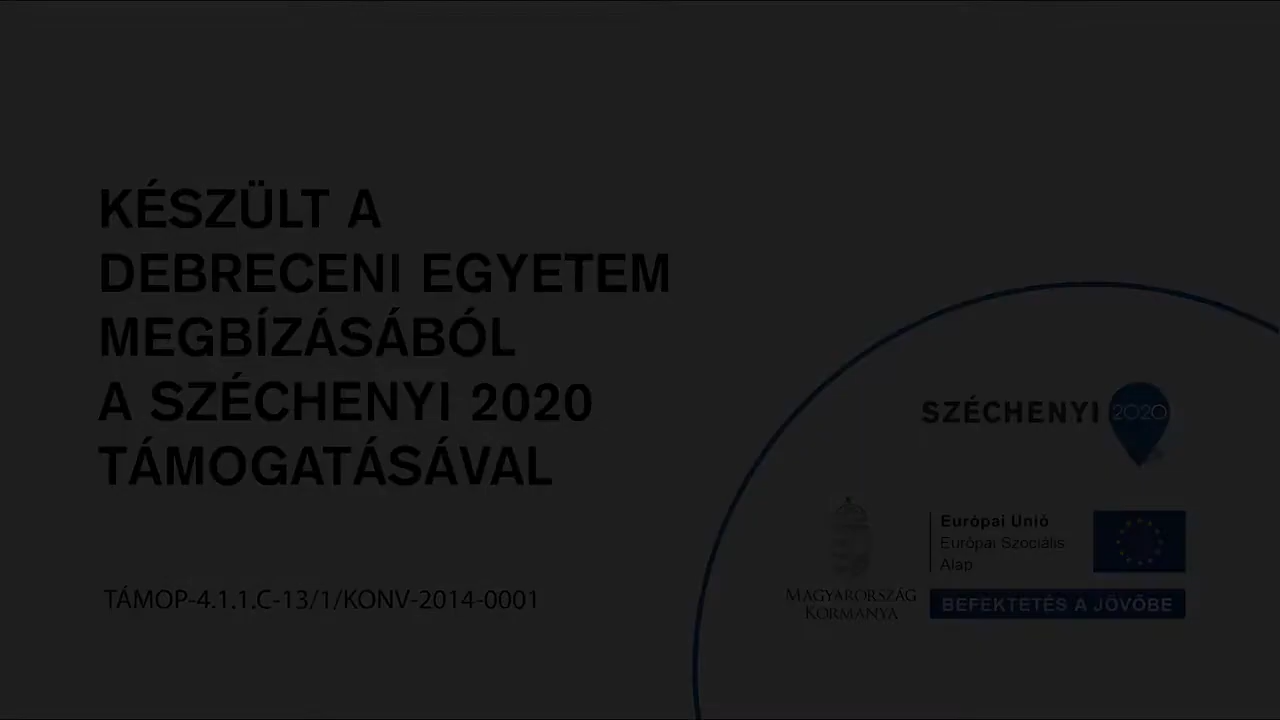 KÉSZÜLT A
DEBRECENI EGYETEM
MEGBÍZÁSÁBÓL
A SZÉCHENYI 2020
TÁMOGATÁSÁVAL
TÁMOP-4.1.1.C-13/1/KONV-2014-0001
SZÉCHENYI 2020
Európai Unió
Európai Szociális
Alap
MAGYARORSZÁG
KORMÁNYA
BEFEKTETÉS A JÖVŐBE